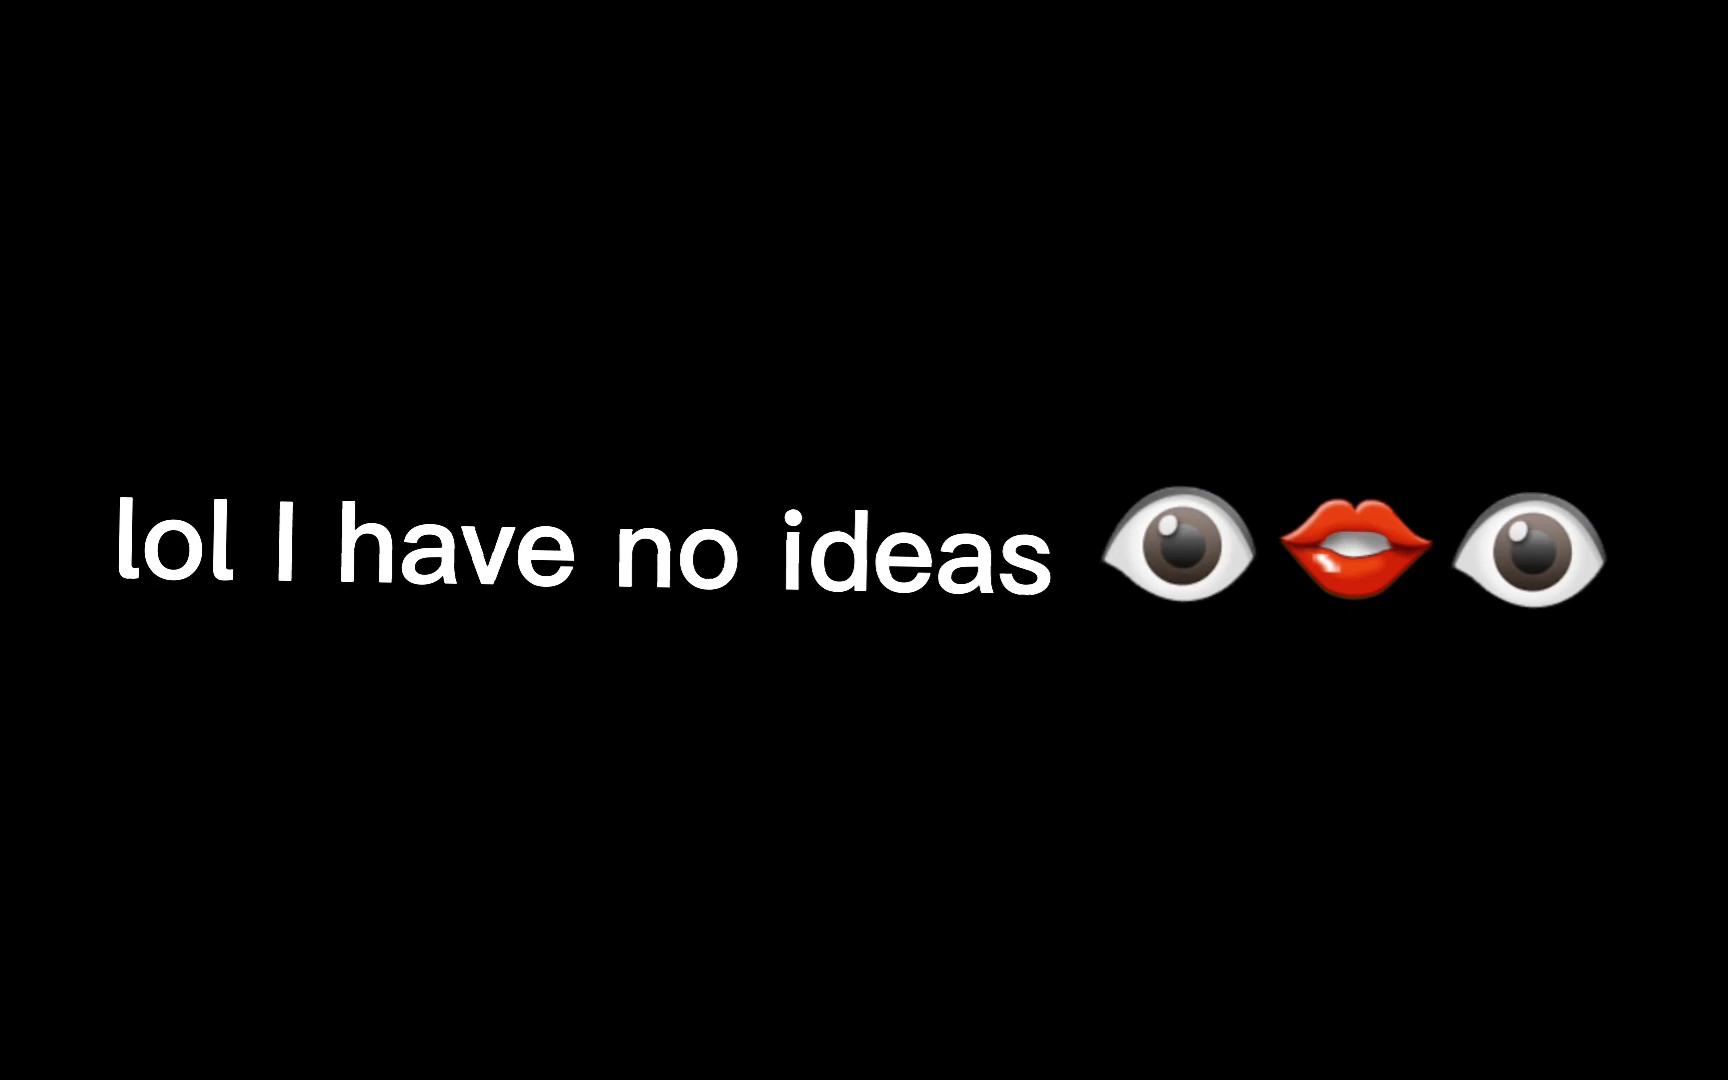 lol I have no ideas 👁️👄👁️